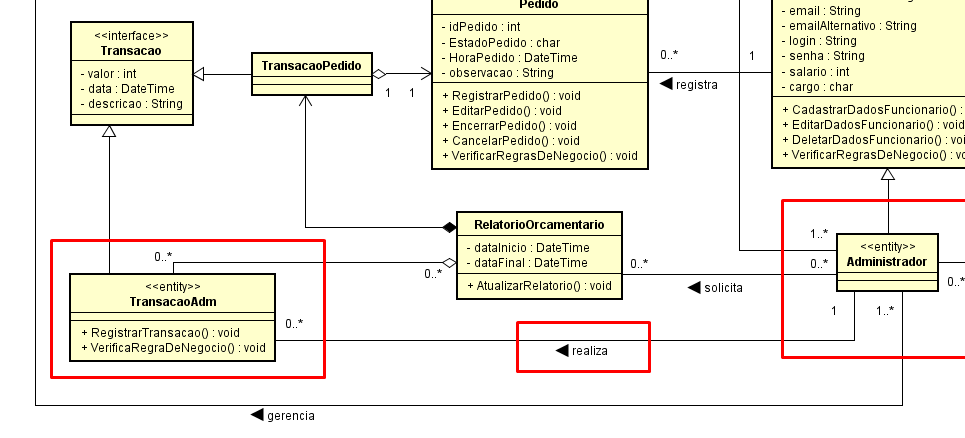 <<interface>>
Transacao
- valor : int
- data : DateTime
- descricao : String
TransacaoPedido
1
1
Pedido
- idPedido : int
- EstadoPedido : char
- HoraPedido : DateTime
- observacao : String
+ RegistrarPedido() : void
+ EditarPedido() : void
+ EncerrarPedido() : void
+ CancelarPedido() : void
+ VerificarRegrasDeNegocio() : void
0..*
1
registra
- email : String
- emailAlternativo : String
- login : String
- senha : String
- salario : int
- cargo : char
+ CadastrarDadosFuncionario() :
+ EditarDadosFuncionario() : vo
+ DeletarDadosFuncionario() : v
+ VerificarRegrasDeNegocio() : vo
RelatorioOrcamentario
- dataInicio : DateTime
- dataFinal : DateTime
+ AtualizarRelatorio() : void
0..*
0..*
0..*
solicita
1..*
0..*
<<entity>>
Administrador
0..*
1
1..*
<<entity>>
TransacaoAdm
+ RegistrarTransacao() : void
+ VerificaRegraDeNegocio() : void
0..*
realiza
gerencia